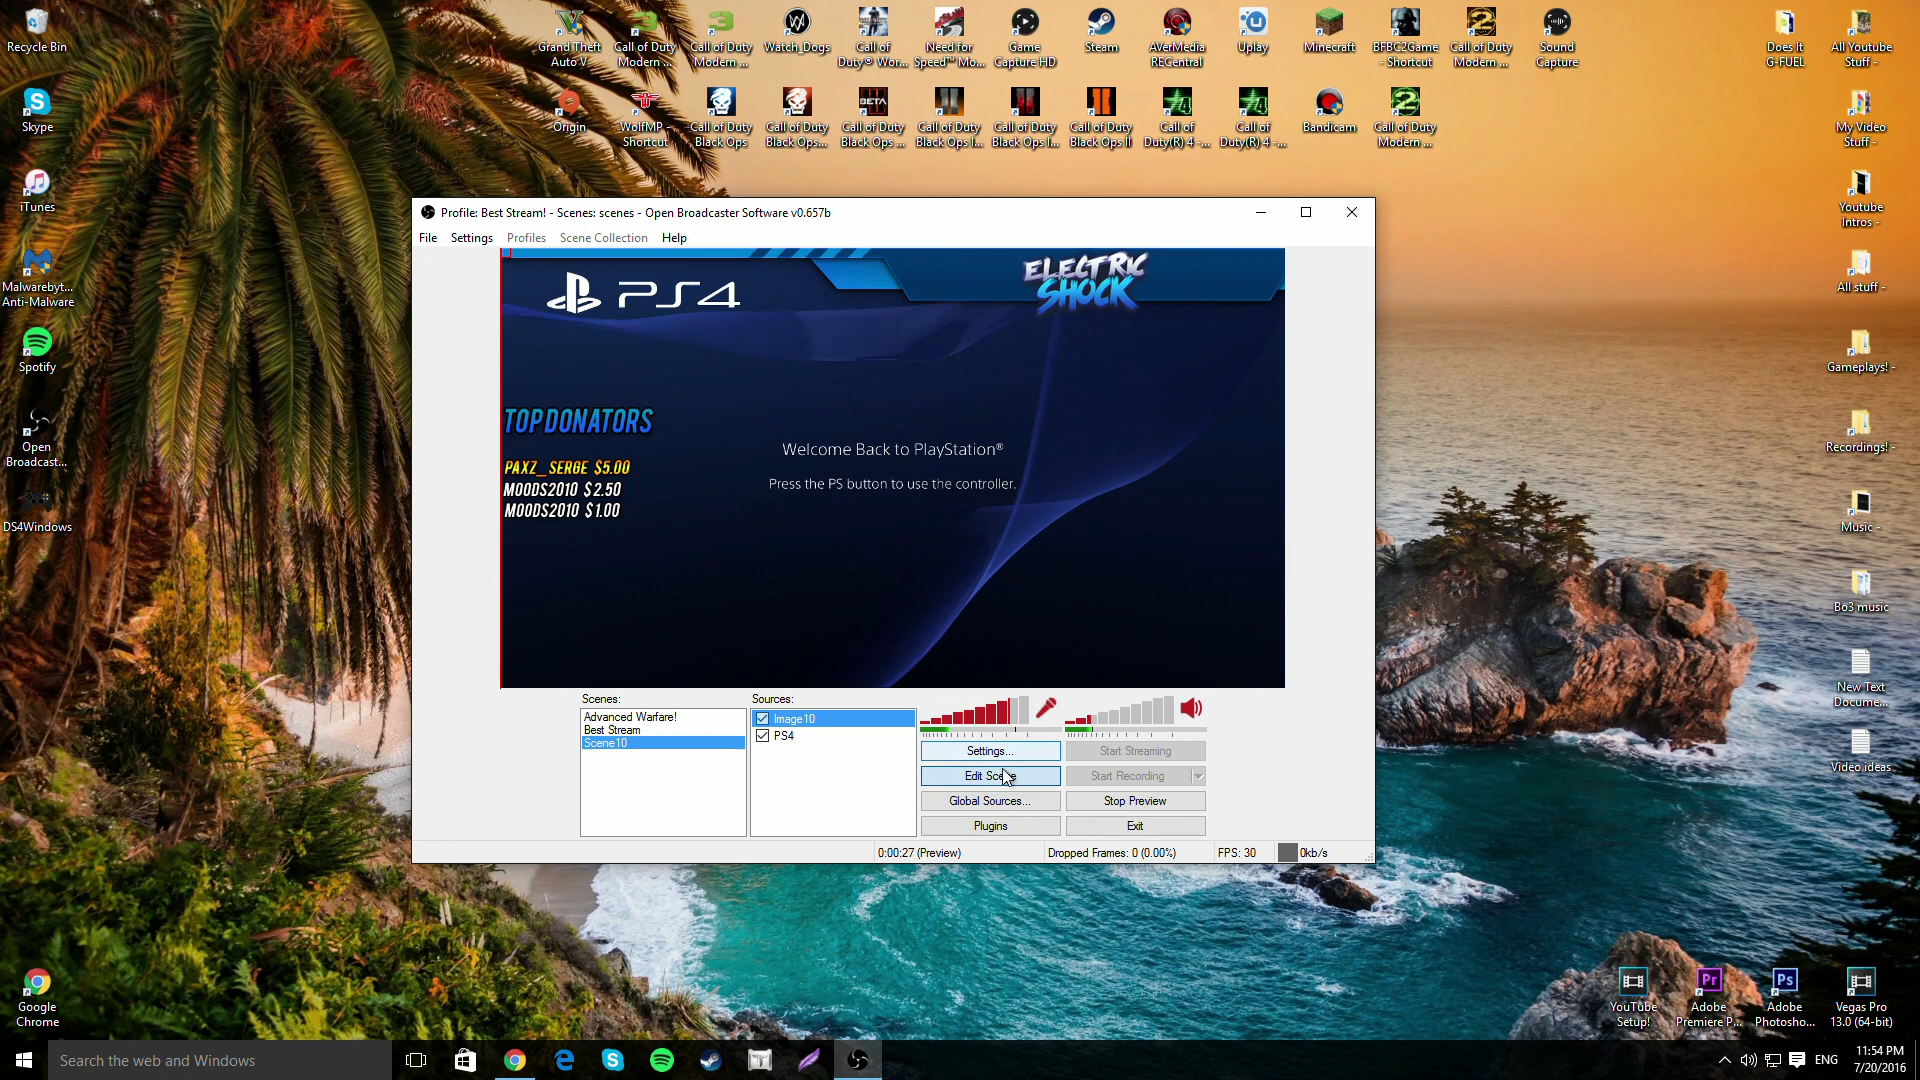 Recycle Bin
Skype
iTunes
Malwarebyt...
Anti-Malware
Spotify
Open
Broadcast...
DS4Windows
Google
Chrome
Grand Theft
Auto V
Call of Duty
Modern ...
Call of Duty
Modern ...
Watch_Dogs
Call of
Duty® Wor...
Need for
Speed™ Mo...
Game
Capture HD
Steam
AVerMedia
RECentral
Uplay
Minecraft
BFBC2Game
- Shortcut
Call of Duty
Modern ...
Sound
Capture
Does It
G-FUEL
All Youtube
Stuff -
Origin
WolfMP -
Shortcut
Call of Duty
Black Ops
Call of Duty
Black Ops...
BETA
Call of Duty
Black Ops ...
Call of Duty
Black Ops I...
Call of Duty
Black Ops I...
Call of Duty
Black Ops II
Call of
Duty(R) 4 -...
Call of
Duty(R) 4 -...
Bandicam
Call of Duty
Modern ...
My Video
Stuff -
Youtube
Intros -
All stuff -
Gameplays! -
Recordings! -
Music -
Bo3 music
New Text
Docume...
Video ideas
Profile: Best Stream! - Scenes: scenes - Open Broadcaster Software v0.657b
File Settings Profiles Scene Collection Help
PS4
ELECTRIC
SHOCK
TOP DONATORS
PAXZ_SERGE $5.00
MOODS2010 $2.50
MOODS2010 $1.00
Welcome Back to PlayStation®
Press the PS button to use the controller.
Scenes:
Advanced Warfare!
Best Stream
Scene10
Sources:
Image10
PS4
Settings...
Edit Scene
Global Sources...
Plugins
Start Streaming
Start Recording
Stop Preview
Exit
0:00:27 (Preview)
Dropped Frames: 0 (0.00%)
FPS: 30
0kb/s
YouTube
Setup!
Pr
Adobe
Premiere P...
Ps
Adobe
Photosho...
Vegas Pro
13.0 (64-bit)
Search the web and Windows
ENG
11:54 PM
7/20/2016